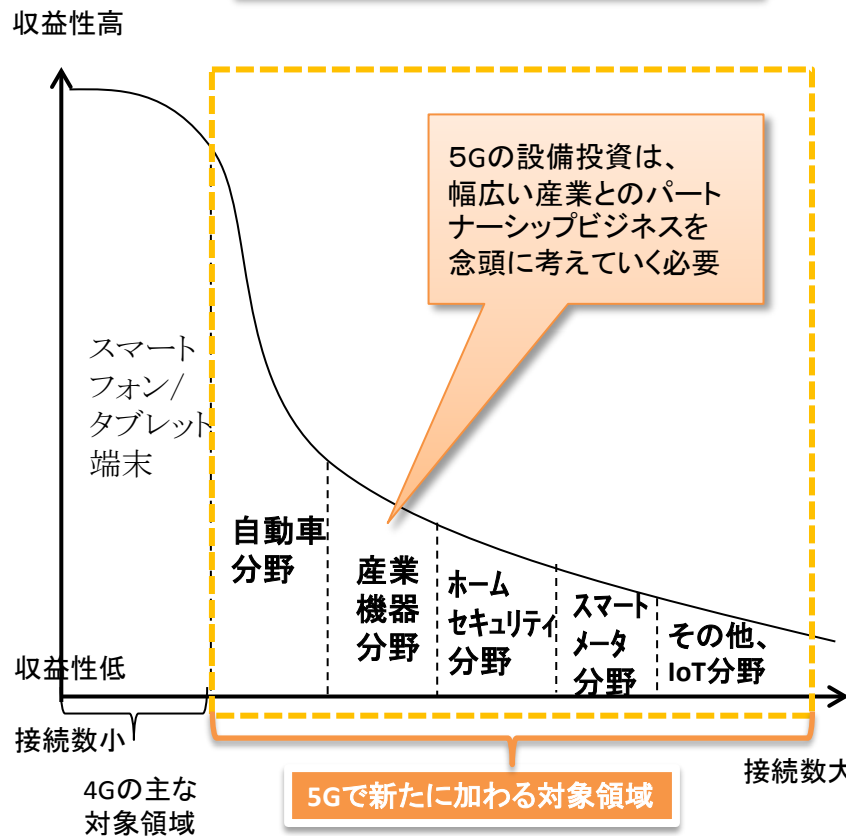 収益性高
5Gの設備投資は、
幅広い産業とのパート
ナーシップビジネスを
念頭に考えていく必要
スマート
フォン/
タブレット
端末
自動車
分野
産業
機器
分野
ホーム
セキュリティ
分野
スマート
メータ
分野
その他、
IoT分野
収益性低
接続数小
接続数大
4Gの主な
対象領域
5Gで新たに加わる対象領域